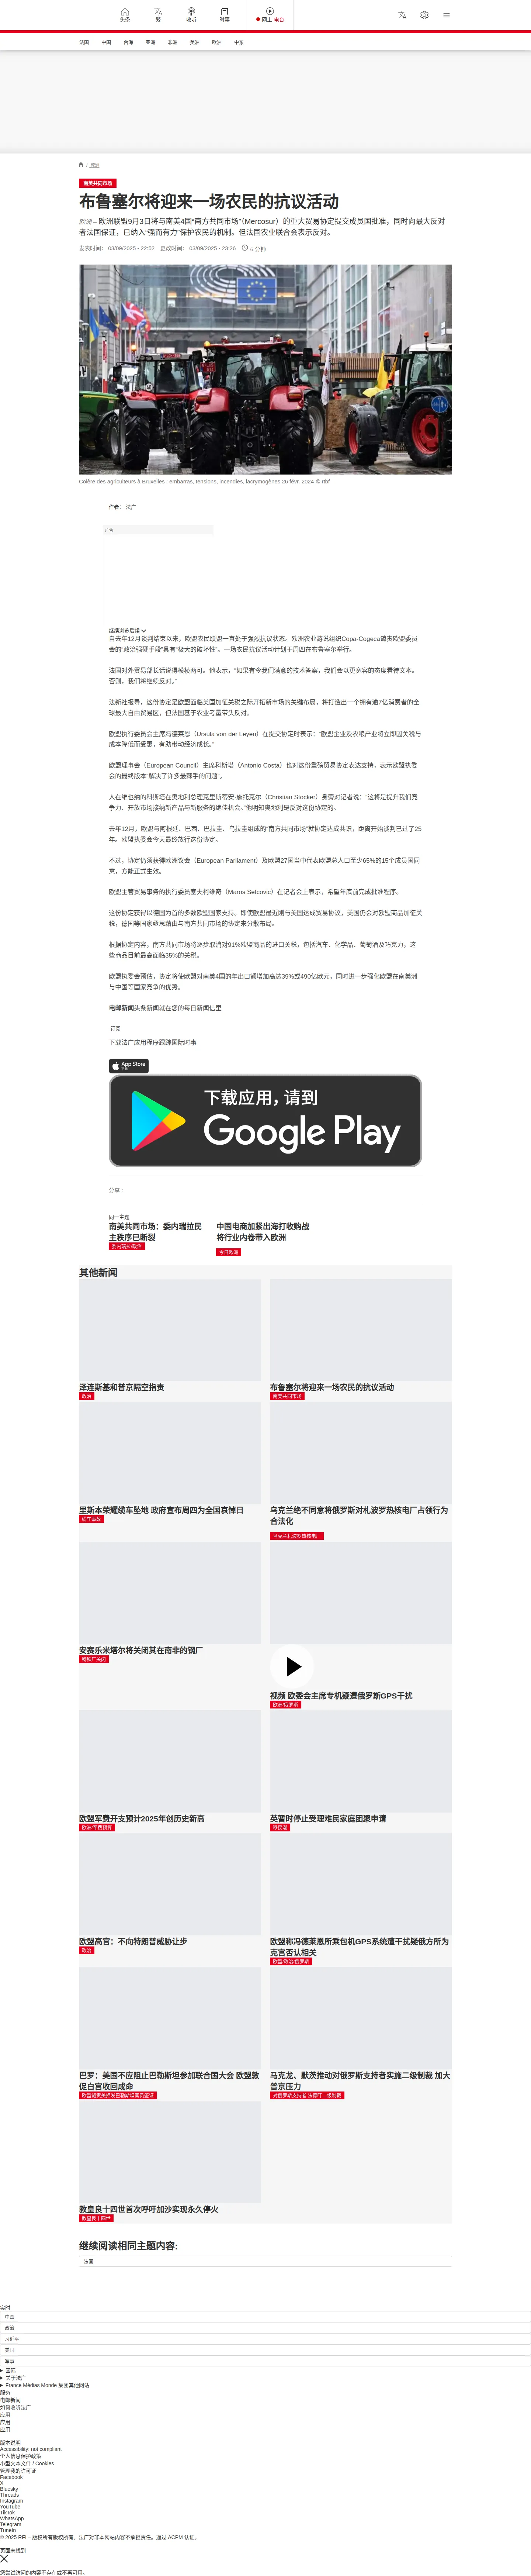 头条
繁
收听
时事
网上 电台
法国 中国 台海 亚洲 非洲 美洲 欧洲 中东
/ 欧洲
南美共同市场
布鲁塞尔将迎来一场农民的抗议活动
欧洲 – 欧洲联盟9月3日将与南美4国“南方共同市场”（Mercosur）的重大贸易协定提交成员国批准，同时向最大反对
者法国保证，已纳入“强而有力”保护农民的机制。但法国农业联合会表示反对。
发表时间： 03/09/2025 - 22:52 更改时间： 03/09/2025 - 23:26 6 分钟
Colère des agriculteurs à Bruxelles : embarras, tensions, incendies, lacrymogènes 26 févr. 2024 © rtbf
作者： 法广
广告
继续浏览后续
自去年12月谈判结束以来，欧盟农民联盟一直处于强烈抗议状态。欧洲农业游说组织Copa-Cogeca谴责欧盟委员
会的“政治强硬手段”具有“极大的破坏性”。一场农民抗议活动计划于周四在布鲁塞尔举行。
法国对外贸易部长话说得模棱两可。他表示，“如果有令我们满意的技术答案，我们会以更宽容的态度看待文本。
否则，我们将继续反对。”
法新社报导，这份协定是欧盟面临美国加征关税之际开拓新市场的关键布局，将打造出一个拥有逾7亿消费者的全
球最大自由贸易区，但法国基于农业考量带头反对。
欧盟执行委员会主席冯德莱恩（Ursula von der Leyen）在提交协定时表示：“欧盟企业及农粮产业将立即因关税与
成本降低而受惠，有助带动经济成长。”
欧盟理事会（European Council）主席科斯塔（Antonio Costa）也对这份重磅贸易协定表达支持，表示欧盟执委
会的最终版本“解决了许多最棘手的问题”。
人在维也纳的科斯塔在奥地利总理克里斯蒂安·施托克尔（Christian Stocker）身旁对记者说：“这将是提升我们竞
争力、开放市场接纳新产品与新服务的绝佳机会。”他明知奥地利是反对这份协定的。
去年12月，欧盟与阿根廷、巴西、巴拉圭、乌拉圭组成的“南方共同市场”就协定达成共识，距离开始谈判已过了25
年。欧盟执委会今天最终放行这份协定。
不过，协定仍须获得欧洲议会（European Parliament）及欧盟27国当中代表欧盟总人口至少65%的15个成员国同
意，方能正式生效。
欧盟主管贸易事务的执行委员塞夫柯维奇（Maros Sefcovic）在记者会上表示，希望年底前完成批准程序。
这份协定获得以德国为首的多数欧盟国家支持。即使欧盟最近刚与美国达成贸易协议，美国仍会对欧盟商品加征关
税，德国等国家亟思藉由与南方共同市场的协定来分散布局。
根据协定内容，南方共同市场将逐步取消对91%欧盟商品的进口关税，包括汽车、化学品、葡萄酒及巧克力，这
些商品目前最高面临35%的关税。
欧盟执委会预估，协定将使欧盟对南美4国的年出口额增加高达39%或490亿欧元，同时进一步强化欧盟在南美洲
与中国等国家竞争的优势。
电邮新闻头条新闻就在您的每日新闻信里
订阅
下载法广应用程序跟踪国际时事
App Store
下载
下载应用，请到
Google Play
分享 :
同一主题
南美共同市场：委内瑞拉民
主秩序已断裂
委内瑞拉/政治
中国电商加紧出海打收购战
将行业内卷带入欧洲
今日欧洲
其他新闻
泽连斯基和普京隔空指责
政治
布鲁塞尔将迎来一场农民的抗议活动
南美共同市场
里斯本荣耀缆车坠地 政府宣布周四为全国哀悼日
缆车事故
乌克兰绝不同意将俄罗斯对札波罗热核电厂占领行为
合法化
乌克兰札波罗热核电厂
安赛乐米塔尔将关闭其在南非的钢厂
钢铁厂关闭
视频 欧委会主席专机疑遭俄罗斯GPS干扰
欧洲/俄罗斯
欧盟军费开支预计2025年创历史新高
欧洲/军费预算
英暂时停止受理难民家庭团聚申请
移民潮
欧盟高官：不向特朗普威胁让步
政治
欧盟称冯德莱恩所乘包机GPS系统遭干扰疑俄方所为
克宫否认相关
欧盟/政治/俄罗斯
巴罗：美国不应阻止巴勒斯坦参加联合国大会 欧盟敦
促白宫收回成命
欧盟谴责美拒发巴勒斯坦官员签证
马克龙、默茨推动对俄罗斯支持者实施二级制裁 加大
普京压力
对俄罗斯支持者 法德吁二级制裁
教皇良十四世首次呼吁加沙实现永久停火
教皇良十四世
继续阅读相同主题内容:
法國
实时
中国
政治
习近平
美国
军事
国际
关于法广
France Médias Monde 集团其他网站
服务
电邮新闻
如何收听法广
应用
应用
应用
版本说明
Accessibility: not compliant
个人信息保护政策
小型文本文件 / Cookies
管理我的许可证
Facebook
X
Bluesky
Threads
Instagram
YouTube
TikTok
WhatsApp
Telegram
TuneIn
© 2025 RFI – 版权所有版权所有。法广对非本网站内容不承担责任。通过 ACPM 认证。
页面未找到
您尝试访问的内容不存在或不再可用。